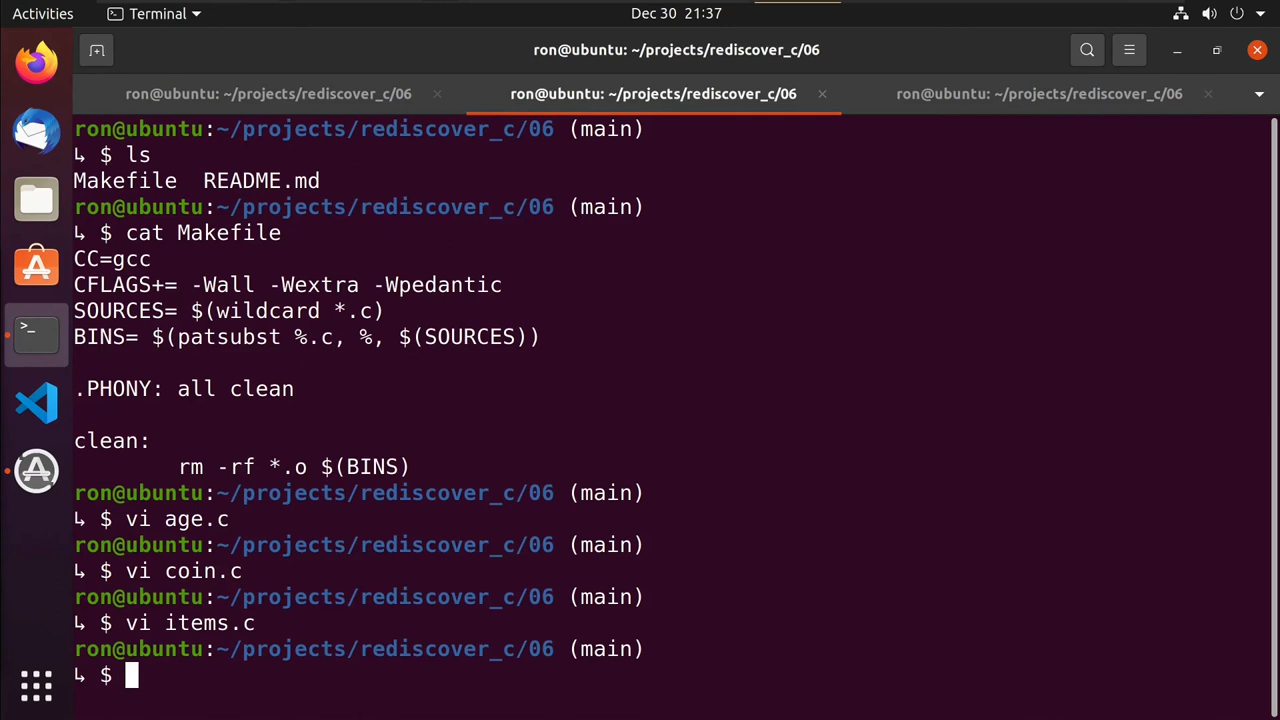 Activities
Terminal
Dec 30 21:37
ron@ubuntu: ~/projects/rediscover_c/06
ron@ubuntu: ~/projects/rediscover_c/06
ron@ubuntu: ~/projects/rediscover_c/06
ron@ubuntu: ~/projects/rediscover_c/06
ron@ubuntu:~/projects/rediscover_c/06 (main)
↳ $ ls
Makefile  README.md
ron@ubuntu:~/projects/rediscover_c/06 (main)
↳ $ cat Makefile
CC=gcc
CFLAGS+= -Wall -Wextra -Wpedantic
SOURCES= $(wildcard *.c)
BINS= $(patsubst %.c, %, $(SOURCES))
.PHONY: all clean
clean:
        rm -rf *.o $(BINS)
ron@ubuntu:~/projects/rediscover_c/06 (main)
↳ $ vi age.c
ron@ubuntu:~/projects/rediscover_c/06 (main)
↳ $ vi coin.c
ron@ubuntu:~/projects/rediscover_c/06 (main)
↳ $ vi items.c
ron@ubuntu:~/projects/rediscover_c/06 (main)
↳ $